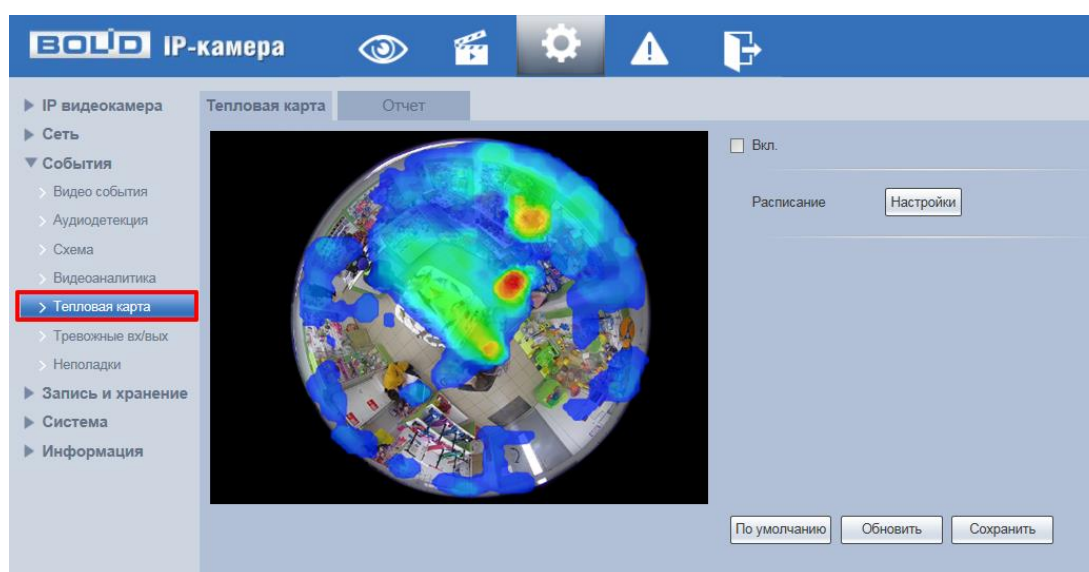 BOLID IP-камера
IP видеокамера
Сеть
События
Видео события
Аудиодетекция
Схема
Видеоаналитика
Тепловая карта
Тревожные вх/вых
Неполадки
Запись и хранение
Система
Информация
Тепловая карта Отчет
Вкл.
Расписание Настройки
По умолчанию Обновить Сохранить